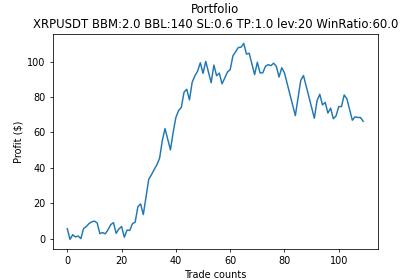 Portfolio
XRPUSDT BBM:2.0 BBL:140 SL:0.6 TP:1.0 lev:20 WinRatio:60.0
100
80
60
40
20
0
Profit ($)
0 20 40 60 80 100
Trade counts